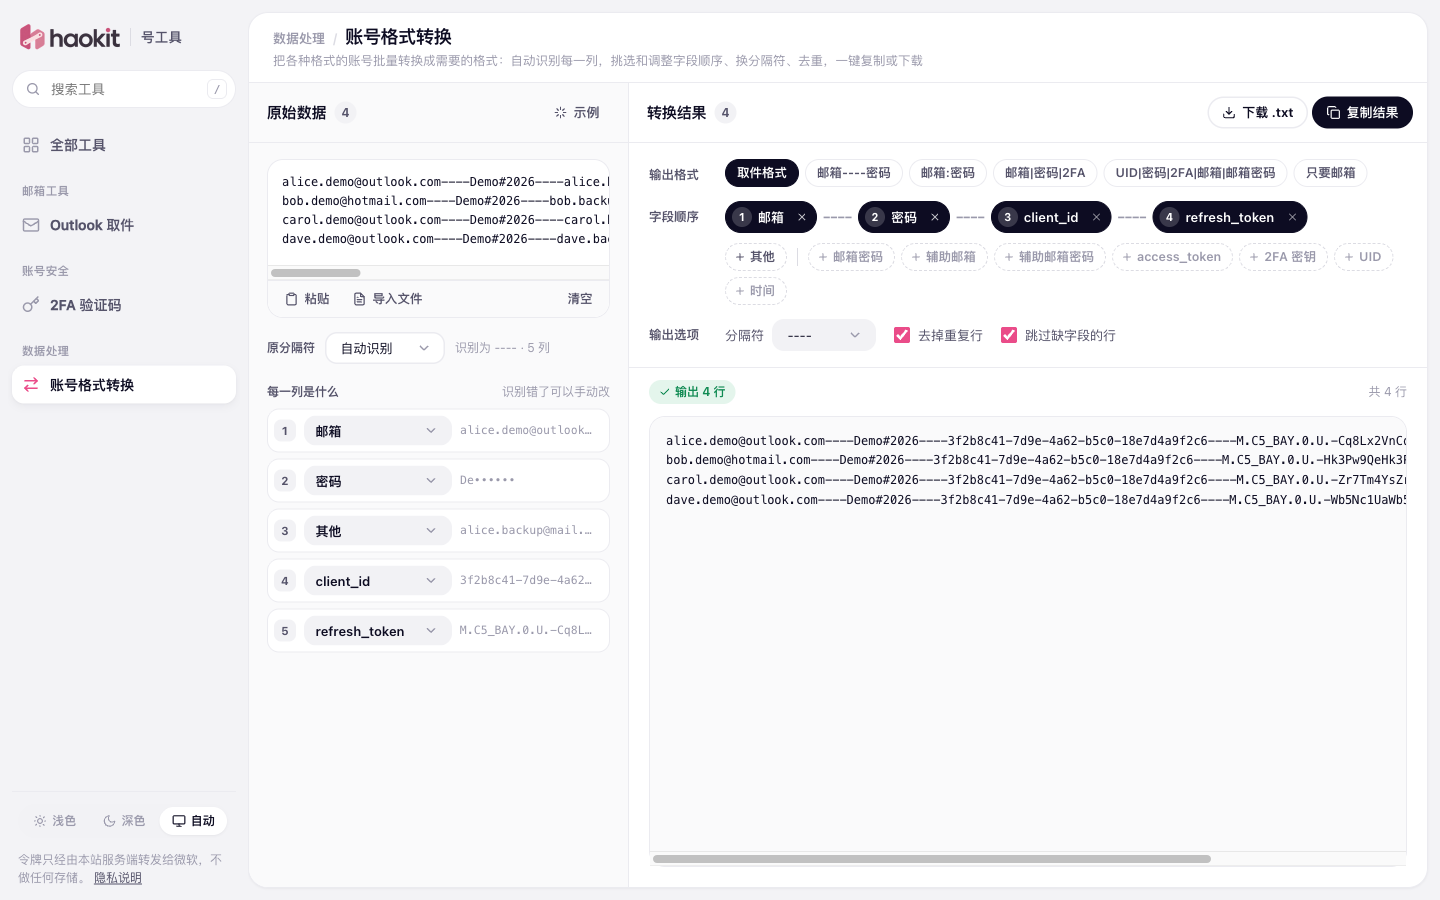 haokit 号工具
搜索工具 /
全部工具
邮箱工具
Outlook 取件
账号安全
2FA 验证码
数据处理
账号格式转换
浅色 深色 自动
令牌只经由本站服务端转发给微软，不
做任何存储。 隐私说明
数据处理 / 账号格式转换
把各种格式的账号批量转换成需要的格式：自动识别每一列，挑选和调整字段顺序、换分隔符、去重，一键复制或下载
原始数据 4 示例
alice.demo@outlook.com----Demo#2026----alice.
bob.demo@hotmail.com----Demo#2026----bob.back
carol.demo@outlook.com----Demo#2026----carol.
dave.demo@outlook.com----Demo#2026----dave.bac
粘贴 导入文件 清空
原分隔符 自动识别 识别为 ---- · 5 列
每一列是什么 识别错了可以手动改
1 邮箱 alice.demo@outlook…
2 密码 De••••••
3 其他 alice.backup@mail.…
4 client_id 3f2b8c41-7d9e-4a62…
5 refresh_token M.C5_BAY.0.U.-Cq8L…
转换结果 4 下载 .txt 复制结果
输出格式 取件格式 邮箱----密码 邮箱:密码 邮箱|密码|2FA UID|密码|2FA|邮箱|邮箱密码 只要邮箱
字段顺序 1 邮箱 × ---- 2 密码 × ---- 3 client_id × ---- 4 refresh_token ×
+ 其他 + 邮箱密码 + 辅助邮箱 + 辅助邮箱密码 + access_token + 2FA 密钥 + UID
+ 时间
输出选项 分隔符 ---- 去掉重复行 跳过缺字段的行
输出 4 行 共 4 行
alice.demo@outlook.com----Demo#2026----3f2b8c41-7d9e-4a62-b5c0-18e7d4a9f2c6----M.C5_BAY.0.U.-Cq8Lx2VnC
bob.demo@hotmail.com----Demo#2026----3f2b8c41-7d9e-4a62-b5c0-18e7d4a9f2c6----M.C5_BAY.0.U.-Hk3Pw9QeHk3
carol.demo@outlook.com----Demo#2026----3f2b8c41-7d9e-4a62-b5c0-18e7d4a9f2c6----M.C5_BAY.0.U.-Zr7Tm4YsZ
dave.demo@outlook.com----Demo#2026----3f2b8c41-7d9e-4a62-b5c0-18e7d4a9f2c6----M.C5_BAY.0.U.-Wb5Nc1UaWb5